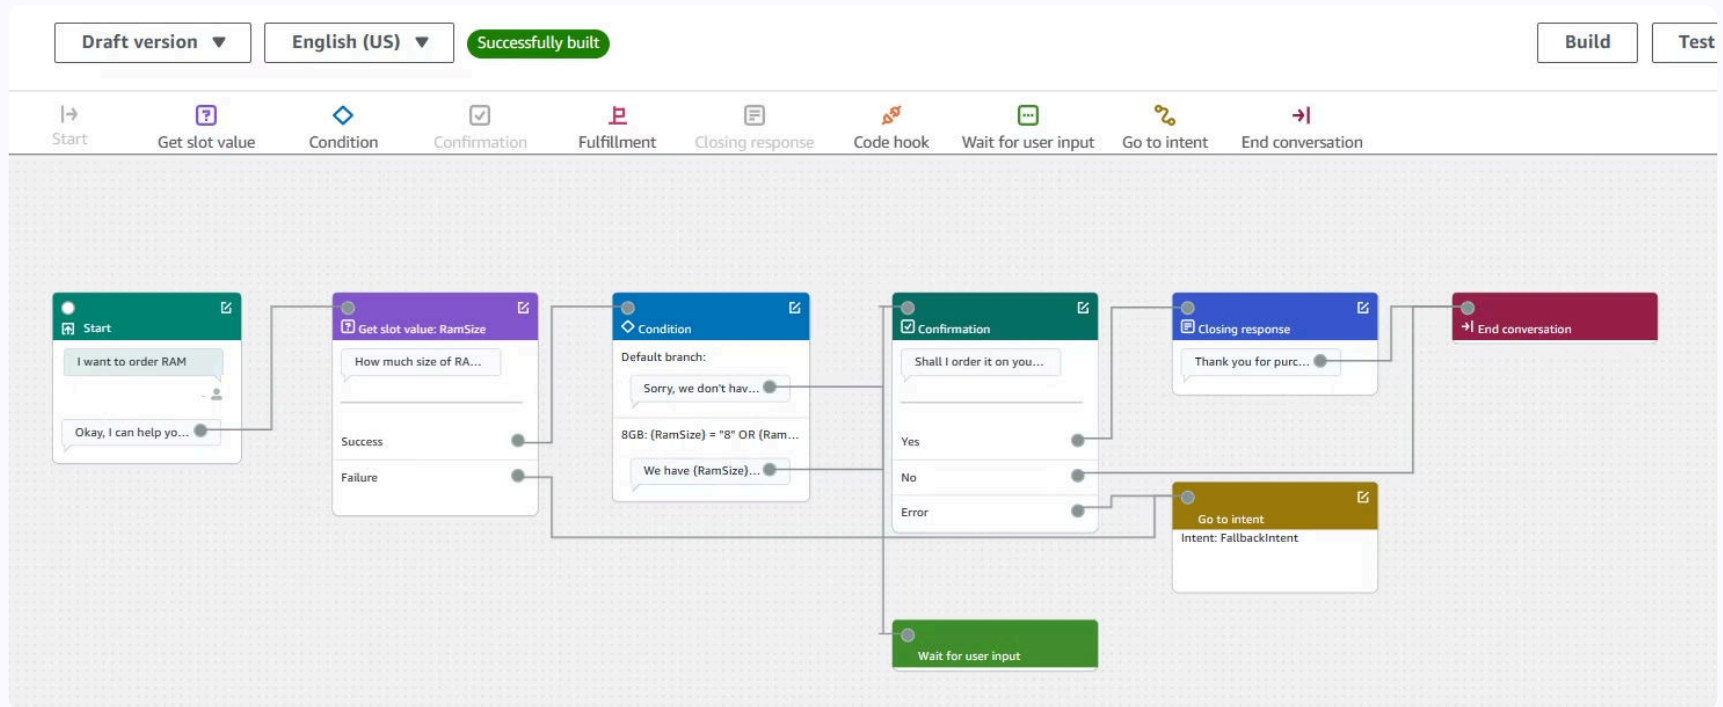 Draft version
English (US)
Successfully built
Build
Test
Start
Get slot value
Condition
Confirmation
Fulfillment
Closing response
Code hook
Wait for user input
Go to intent
End conversation
Start
I want to order RAM
Okay, I can help yo...
Get slot value: RamSize
How much size of RA...
Success
Failure
Condition
Default branch:
Sorry, we don't hav...
8GB: {RamSize} = "8" OR {Ram...
We have {RamSize}...
Confirmation
Shall I order it on you...
Yes
No
Error
Closing response
Thank you for purc...
Go to intent
Intent: FallbackIntent
End conversation
Wait for user input